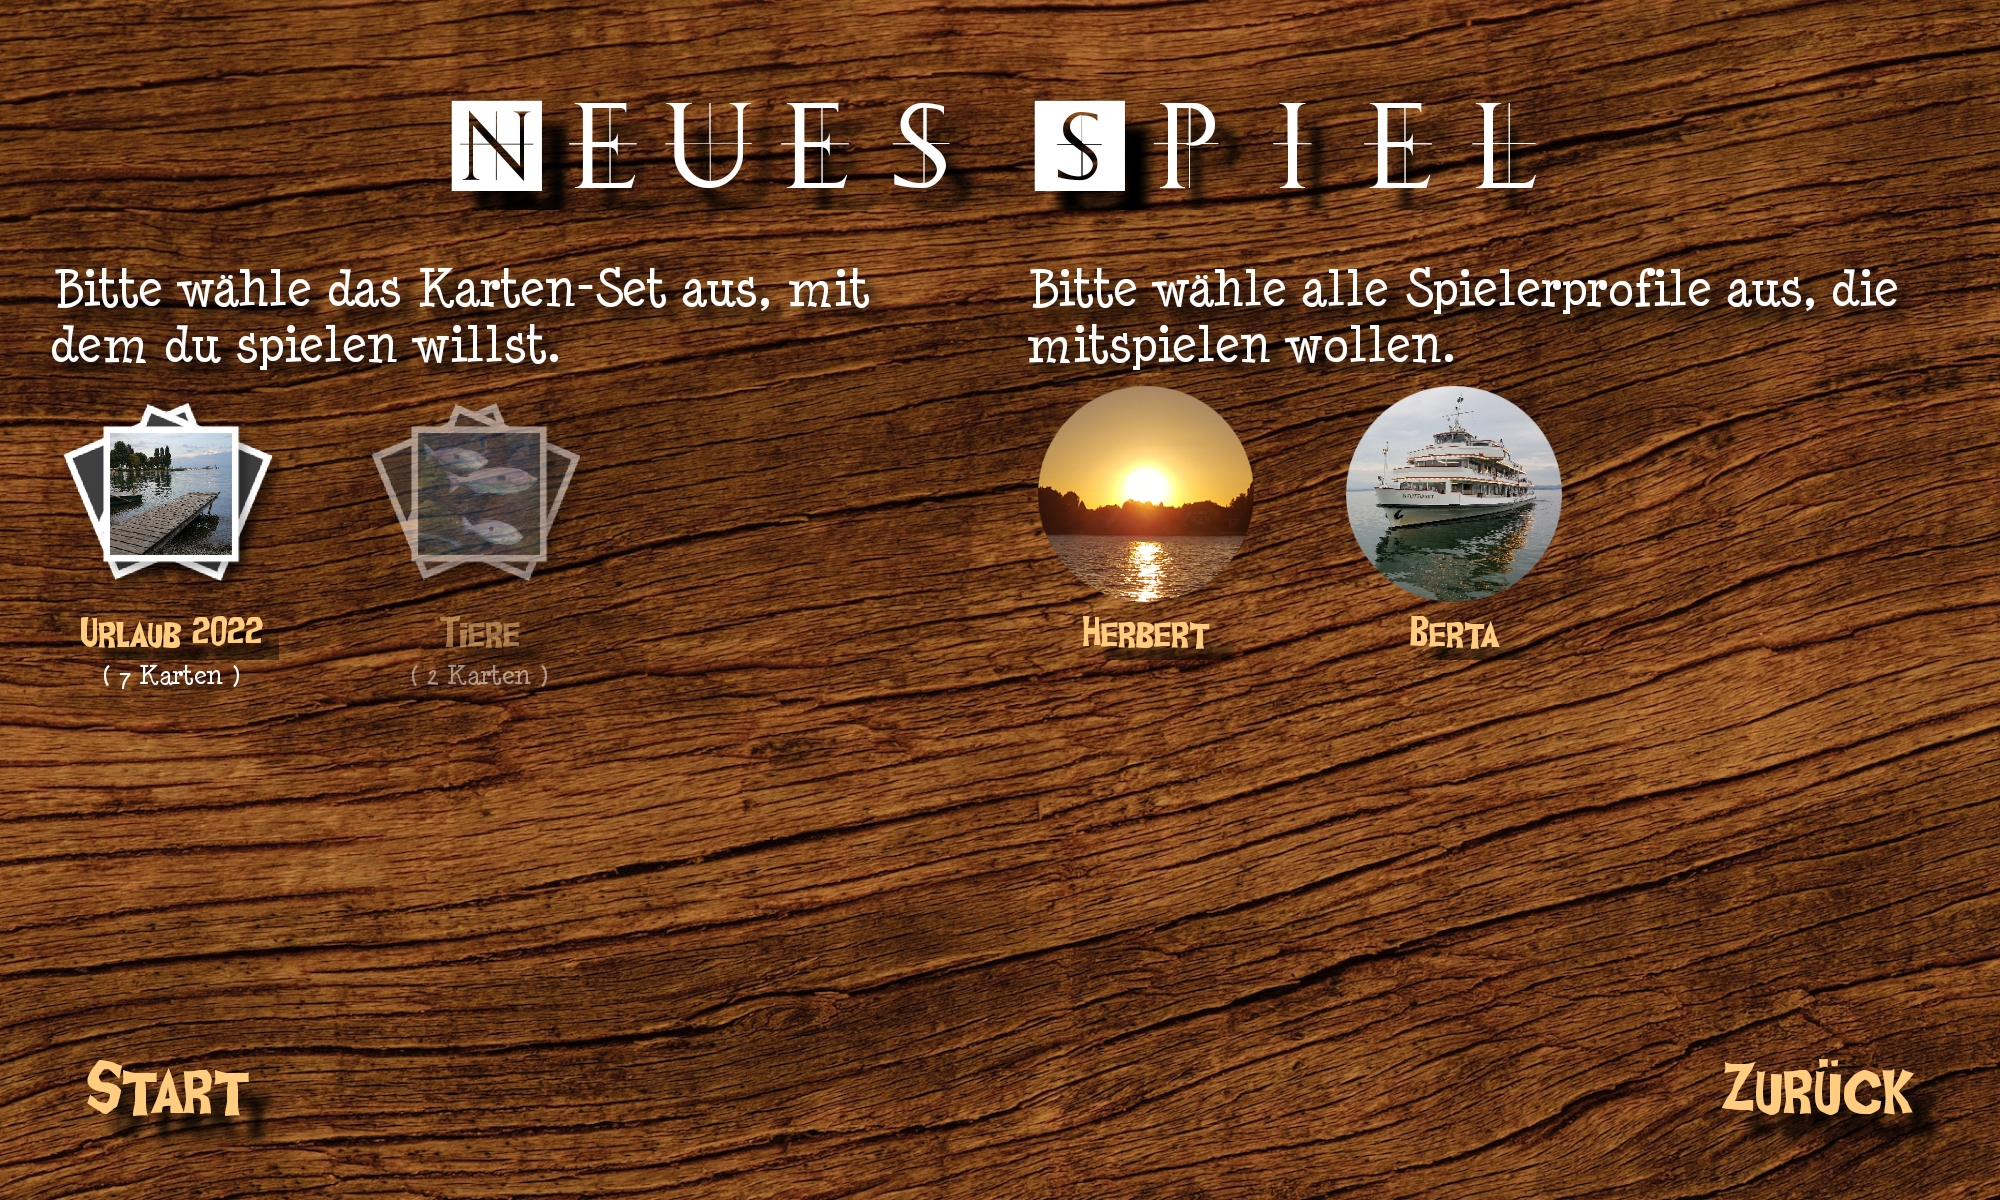 NEUES SPIEL
Bitte wähle das Karten-Set aus, mit
dem du spielen willst.
Bitte wähle alle Spielerprofile aus, die
mitspielen wollen.
URLAUB 2022
( 7 Karten )
TIERE
( 2 Karten )
HERBERT
BERTA
START
ZURÜCK